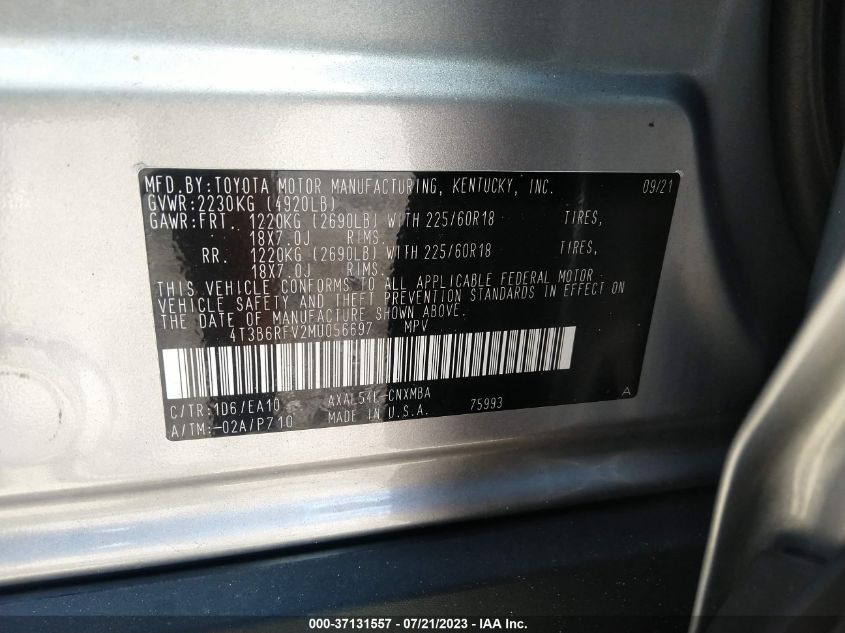 MFD.BY:TOYOTA MOTOR MANUFACTURING, KENTUCKY, INC. 09/21
GVWR:2230KG (4920LB)
GAWR:FRT. 1220KG (2690LB) WITH 225/60R18 TIRES,
18X7.0J RIMS.
RR. 1220KG (2690LB) WITH 225/60R18 TIRES,
18X7.0J RIMS.
THIS VEHICLE CONFORMS TO ALL APPLICABLE FEDERAL MOTOR
VEHICLE SAFETY AND THEFT PREVENTION STANDARDS IN EFFECT ON
THE DATE OF MANUFACTURE SHOWN ABOVE.
4T3B6RFV2MU056697 MPV
C/TR:1D6/EA10 AXAL54L-CNXMBA A
A/TM:-02A/P710 MADE IN U.S.A. 75993
000-37131557 / 07/21/2023 - © IAA Inc.